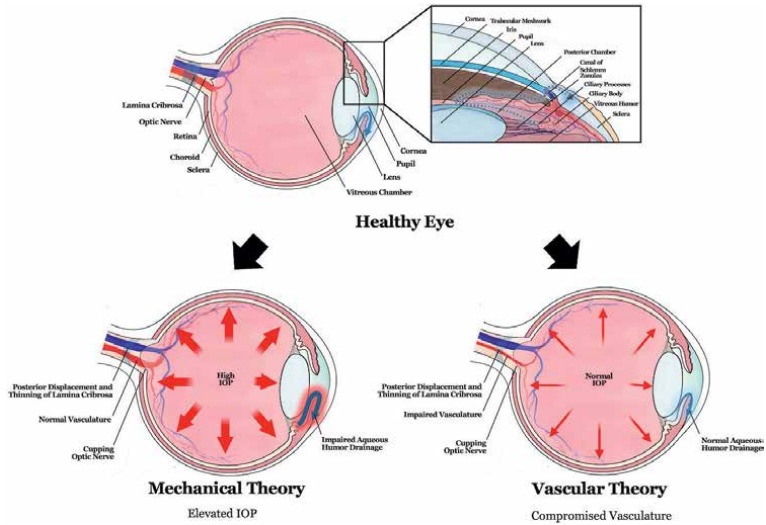 Cornea
Trabecular Meshwork
Iris
Pupil
Lens
Posterior Chamber
Canal of
Schlemm
Zonules
Ciliary Processes
Ciliary Body
Vitreous Humor
Sclera
Lamina Cribrosa
Optic Nerve
Retina
Choroid
Sclera
Cornea
Pupil
Lens
Vitreous Chamber
Healthy Eye
High
IOP
Posterior Displacement and
Thinning of Lamina Cribrosa
Normal Vasculature
Cupping
Optic Nerve
Impaired Aqueous
Humor Drainage
Mechanical Theory
Elevated IOP
Normal
IOP
Posterior Displacement and
Thinning of Lamina Cribrosa
Impaired Vasculature
Cupping
Optic Nerve
Normal Aqueous-
Humor Drainages
Vascular Theory
Compromised Vasculature